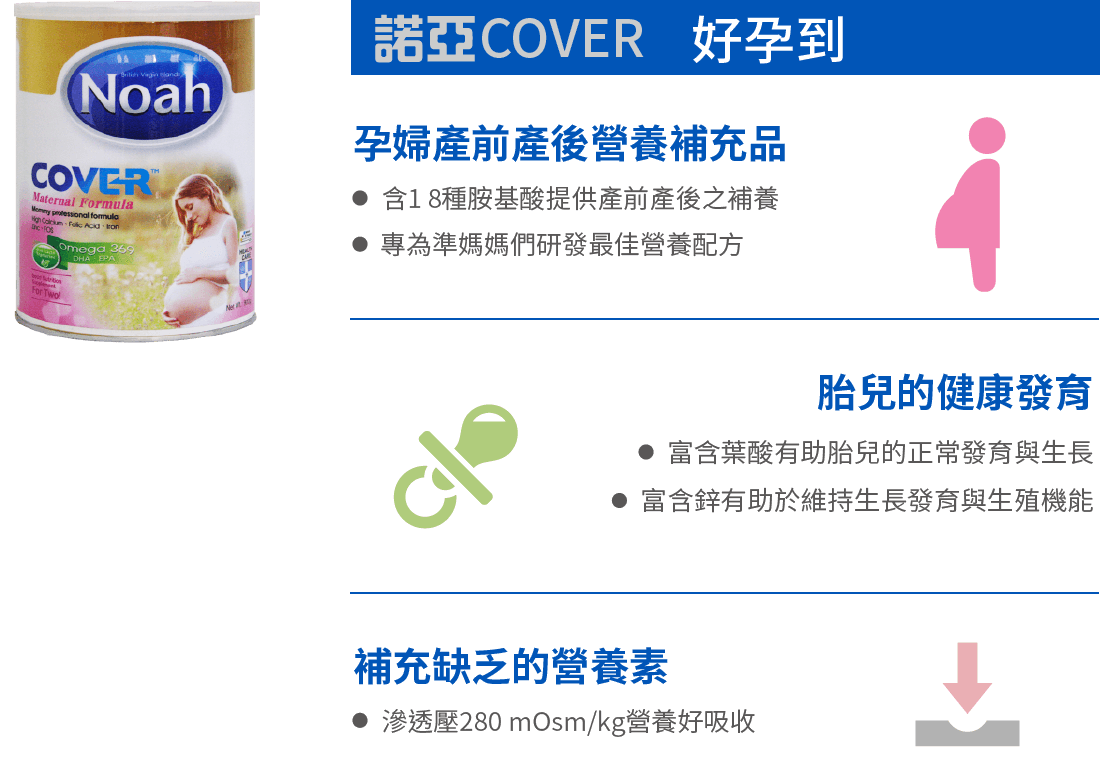 British Virgin Islands
Noah
COVER™
Maternal Formula
Mommy professional formula
High Calcium · Folic Acid · Iron
Zinc · FOS
Omega 369
DHA · EPA
HEALTH
CARE
For Two!
諾亞COVER 好孕到
孕婦產前產後營養補充品
● 含1 8種胺基酸提供產前產後之補養
● 專為準媽媽們研發最佳營養配方
胎兒的健康發育
● 富含葉酸有助胎兒的正常發育與生長
● 富含鋅有助於維持生長發育與生殖機能
補充缺乏的營養素
● 滲透壓280 mOsm/kg營養好吸收